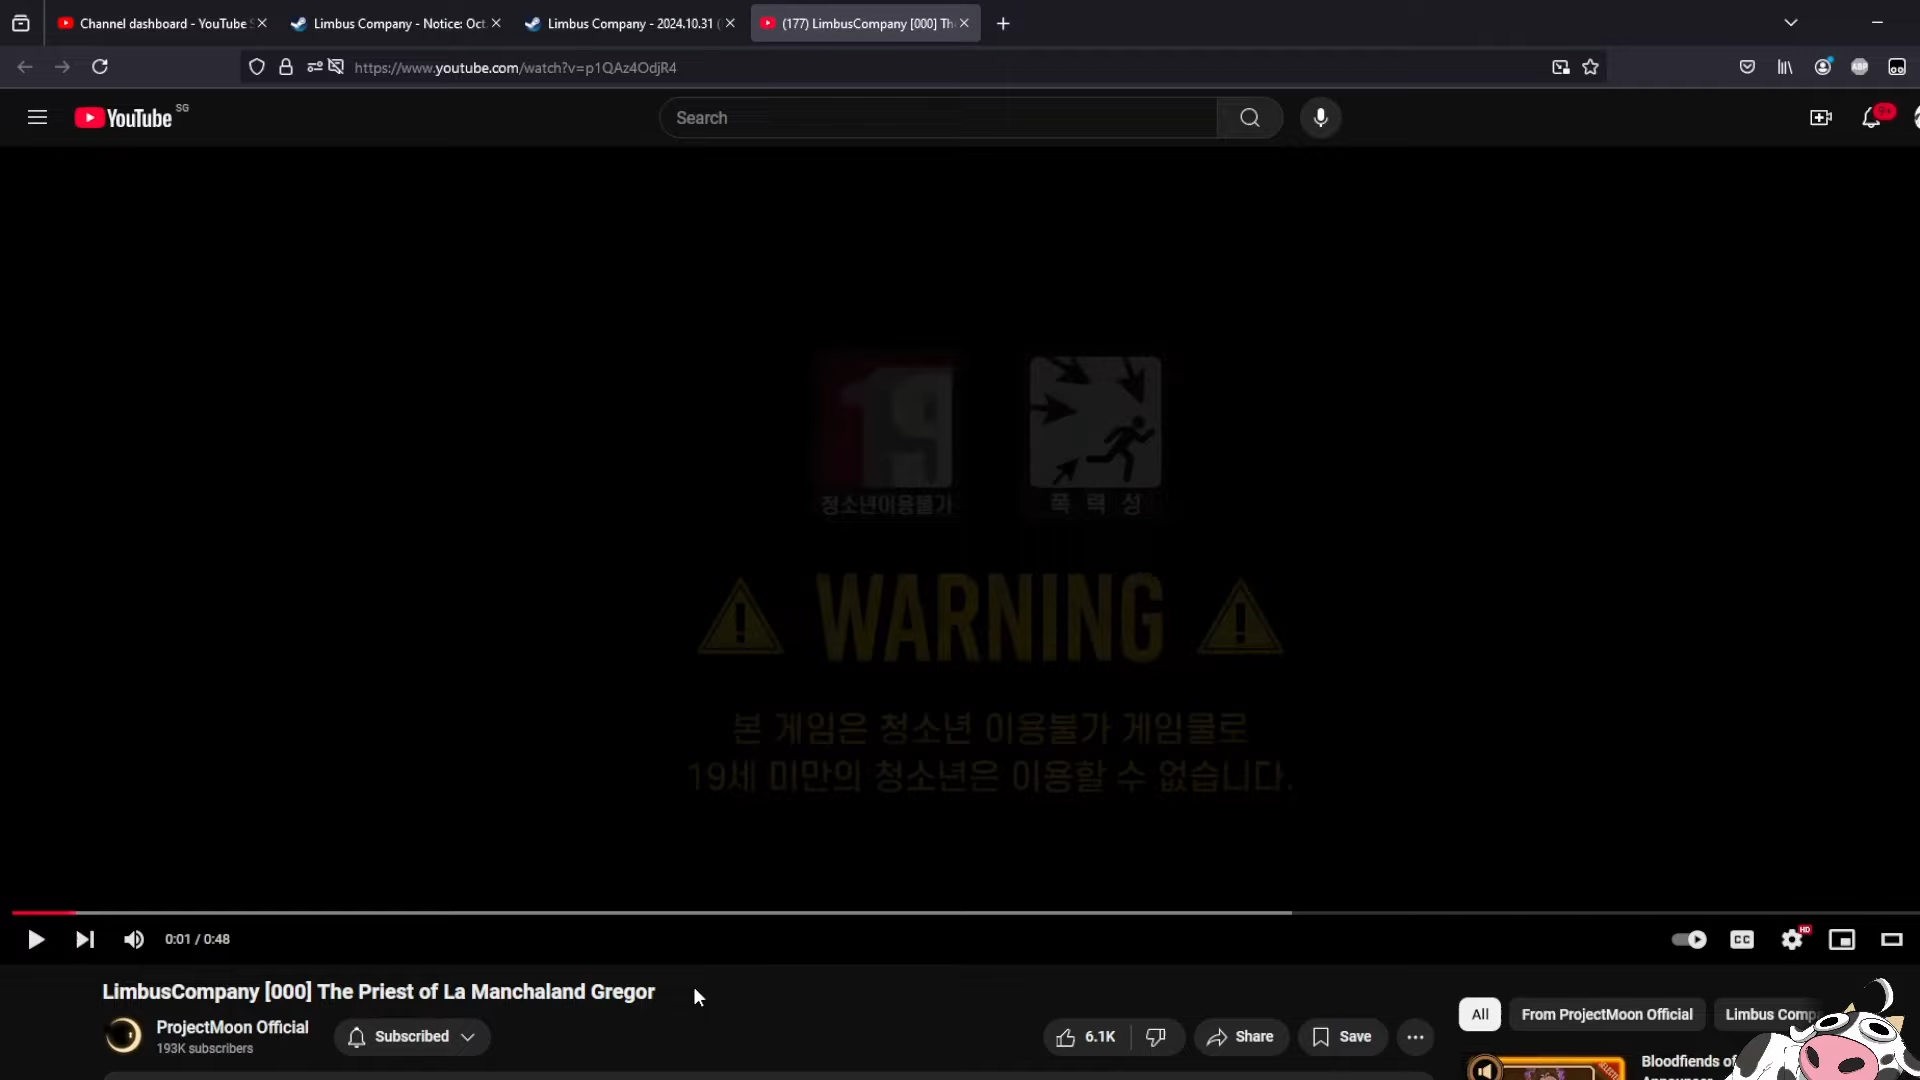 Channel dashboard - YouTube
Limbus Company - Notice: Oct.
Limbus Company - 2024.10.31 (
(177) LimbusCompany [000] Th
https://www.youtube.com/watch?v=p1QAz4OdjR4
ABP
YouTube SG
Search
9+
19
청소년이용불가
폭력성
WARNING
본 게임은 청소년 이용불가 게임물로
19세 미만의 청소년은 이용할 수 없습니다.
0:01 / 0:48
CC
HD
LimbusCompany [000] The Priest of La Manchaland Gregor
ProjectMoon Official
193K subscribers
Subscribed
6.1K
Share
Save
All
From ProjectMoon Official
Limbus Comp
Bloodfiends of